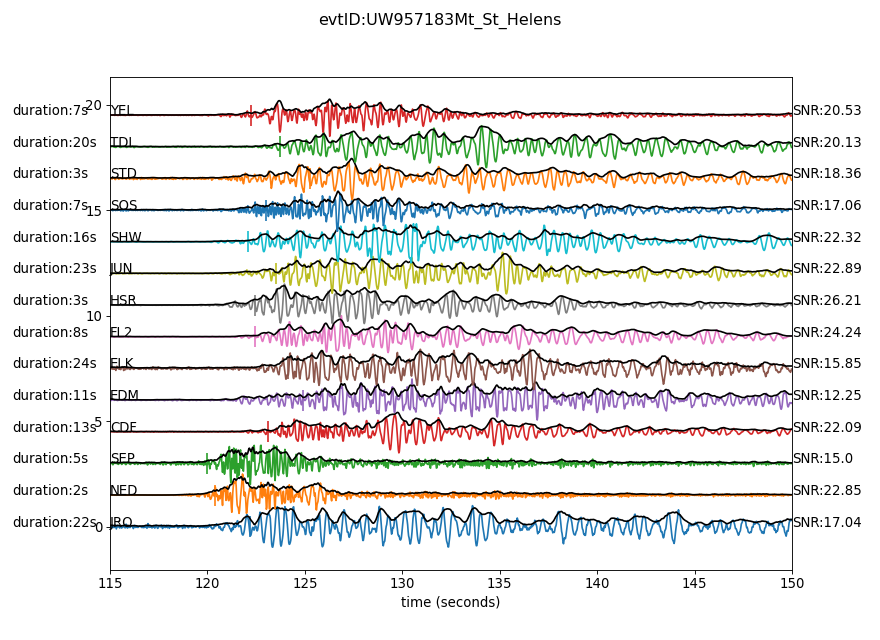 evtID:UW957183Mt_St_Helens
20
duration:7s YEL SNR:20.53
duration:20s TDL SNR:20.13
duration:3s STD SNR:18.36
duration:7s SOS SNR:17.06
15
duration:16s SHW SNR:22.32
duration:23s JUN SNR:22.89
duration:3s HSR SNR:26.21
10
duration:8s FL2 SNR:24.24
duration:24s ELK SNR:15.85
duration:11s EDM SNR:12.25
5
duration:13s CDF SNR:22.09
duration:5s SEP SNR:15.0
duration:2s NED SNR:22.85
duration:22s JRO SNR:17.04
0
115 120 125 130 135 140 145 150
time (seconds)